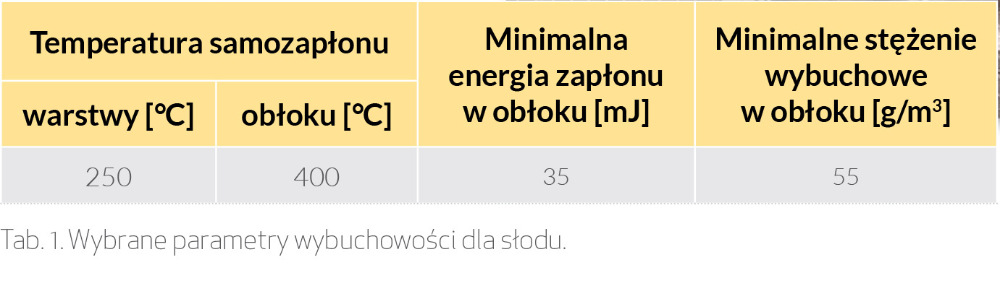 Temperatura samozapłonu
warstwy [°C]
obłoku [°C]
Minimalna
energia zapłonu
w obłoku [mJ]
Minimalne stężenie
wybuchowe
w obłoku [g/m³]
250
400
35
55
Tab. 1. Wybrane parametry wybuchowości dla słodu.